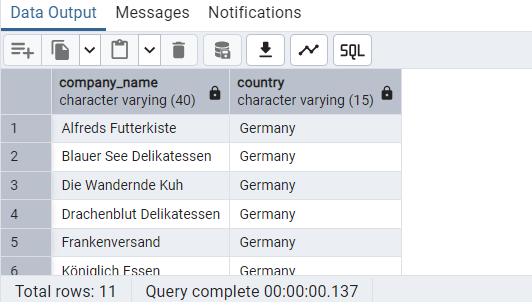 Data Output Messages Notifications
SQL
company_name country
character varying (40) character varying (15)
1 Alfreds Futterkiste Germany
2 Blauer See Delikatessen Germany
3 Die Wandernde Kuh Germany
4 Drachenblut Delikatessen Germany
5 Frankenversand Germany
6 Königlich Essen Germany
Total rows: 11 Query complete 00:00:00.137